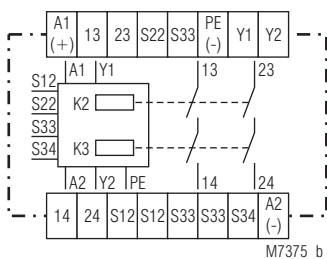 A1 (+) 13 23 S22 S33 PE (-) Y1 Y2
A1 Y1 13 23
S12
S22 K2
S33
S34 K3
A2 Y2 PE 14 24
14 24 S12 S12 S33 S33 S34 A2 (-)
M7375_b